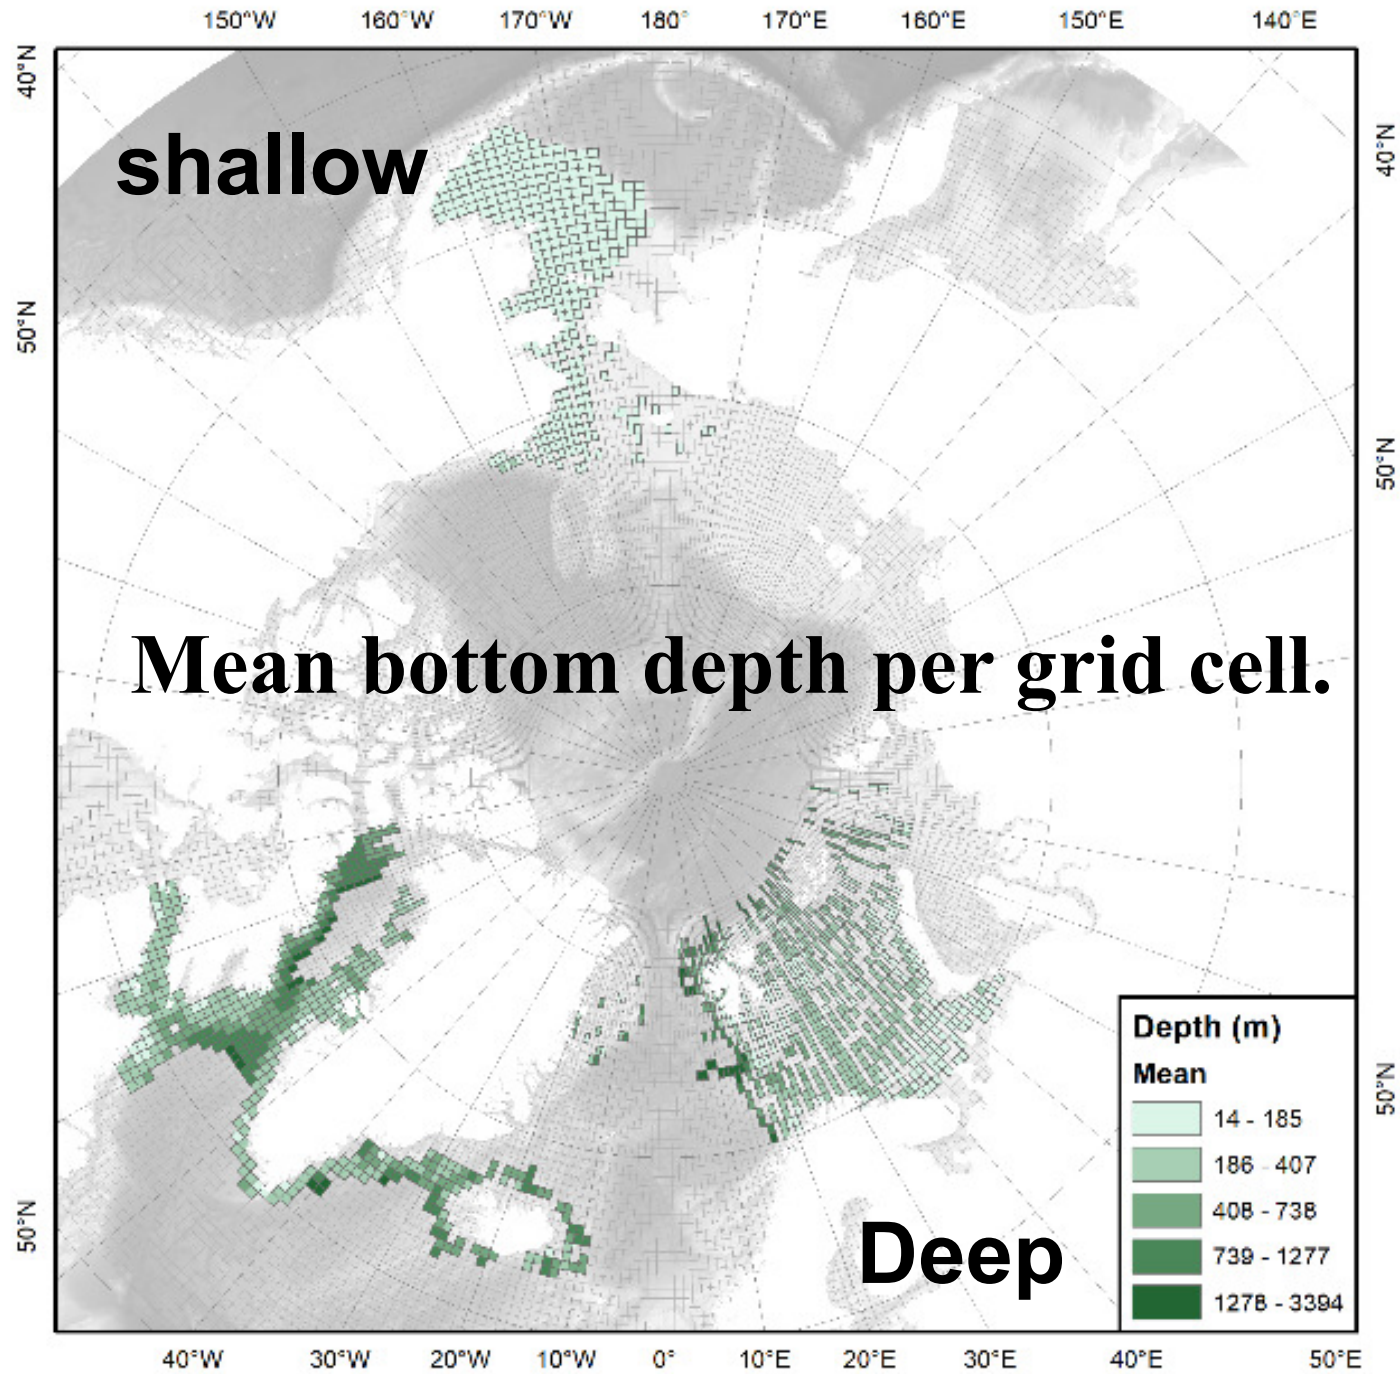 150°W 160°W 170°W 180° 170°E 160°E 150°E 140°E
40°N
40°N
shallow
50°N
50°N
Mean bottom depth per grid cell.
Depth (m)
Mean
14 - 185
186 - 407
408 - 738
739 - 1277
1278 - 3394
50°N
50°N
Deep
40°W 30°W 20°W 10°W 0° 10°E 20°E 30°E 40°E 50°E